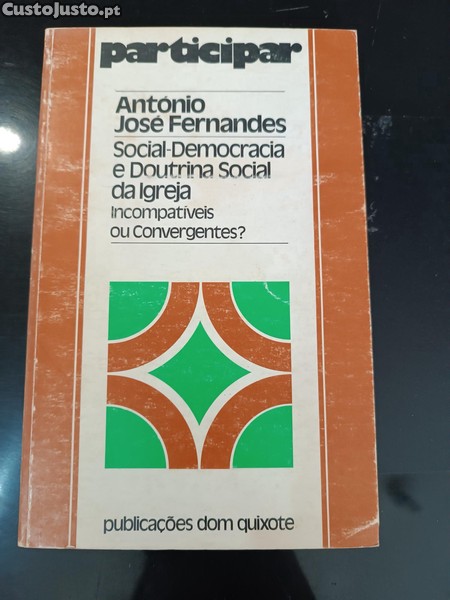 CustoJusto.pt
participar
António
José Fernandes
Social-Democracia
e Doutrina Social
da Igreja
Incompatíveis
ou Convergentes?
publicações dom quixote